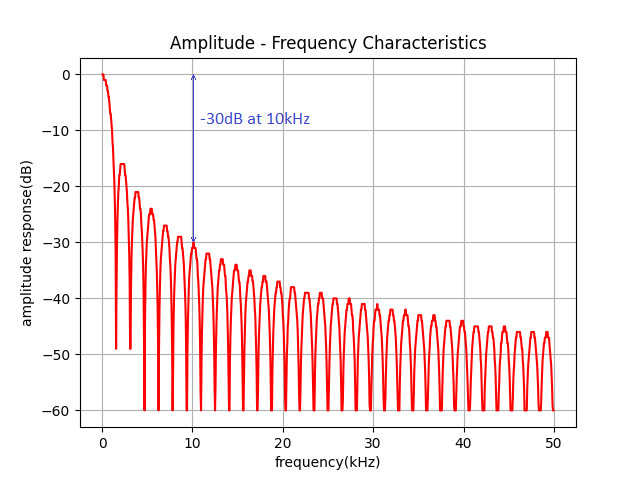 Amplitude - Frequency Characteristics
0
−10
−20
−30
−40
−50
−60
amplitude response(dB)
-30dB at 10kHz
0 10 20 30 40 50
frequency(kHz)